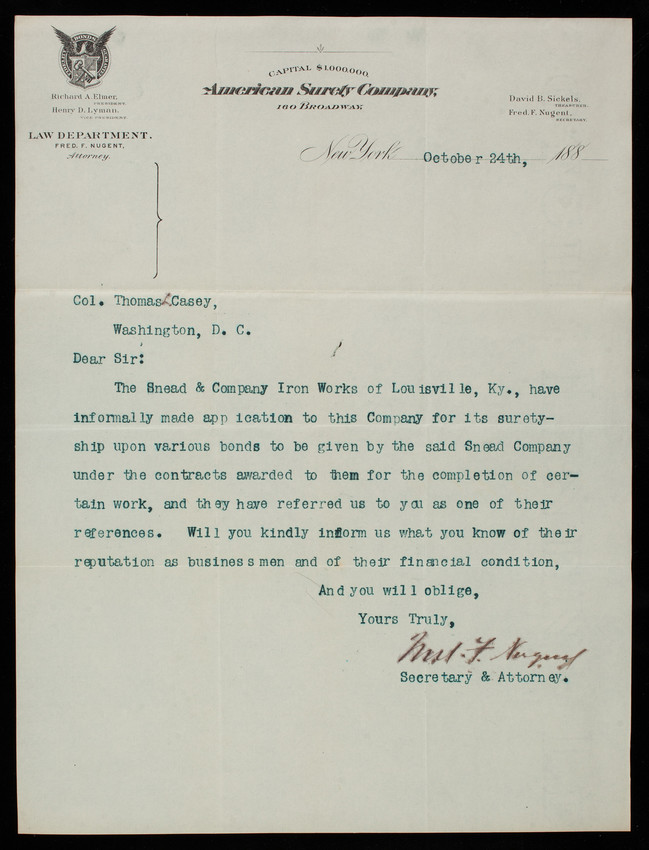 FIDELITY BONDS SECURITY
Richard A. Elmer,
PRESIDENT.
Henry D. Lyman,
VICE PRESIDENT.
LAW DEPARTMENT.
FRED. F. NUGENT,
Attorney.
CAPITAL $1,000,000.
American Surety Company,
160 BROADWAY.
David B. Sickels,
TREASURER.
Fred. F. Nugent,
SECRETARY.
New York October 24th, 188
Col. Thomas L Casey,
Washington, D. C.
Dear Sir:
The Snead & Company Iron Works of Louisville, Ky., have
informally made app ication to this Company for its surety-
ship upon various bonds to be given by the said Snead Company
under the contracts awarded to them for the completion of cer-
tain work, and they have referred us to you as one of their
references. Will you kindly inform us what you know of their
reputation as business men and of their financial condition,
And you will oblige,
Yours Truly,
Fred. F. Nugent
Secretary & Attorney.